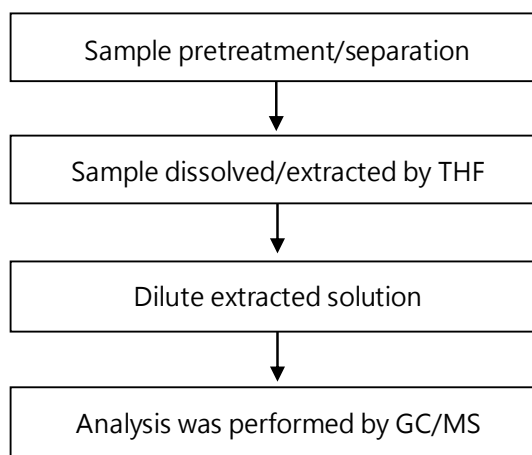 Sample pretreatment/separation
Sample dissolved/extracted by THF
Dilute extracted solution
Analysis was performed by GC/MS